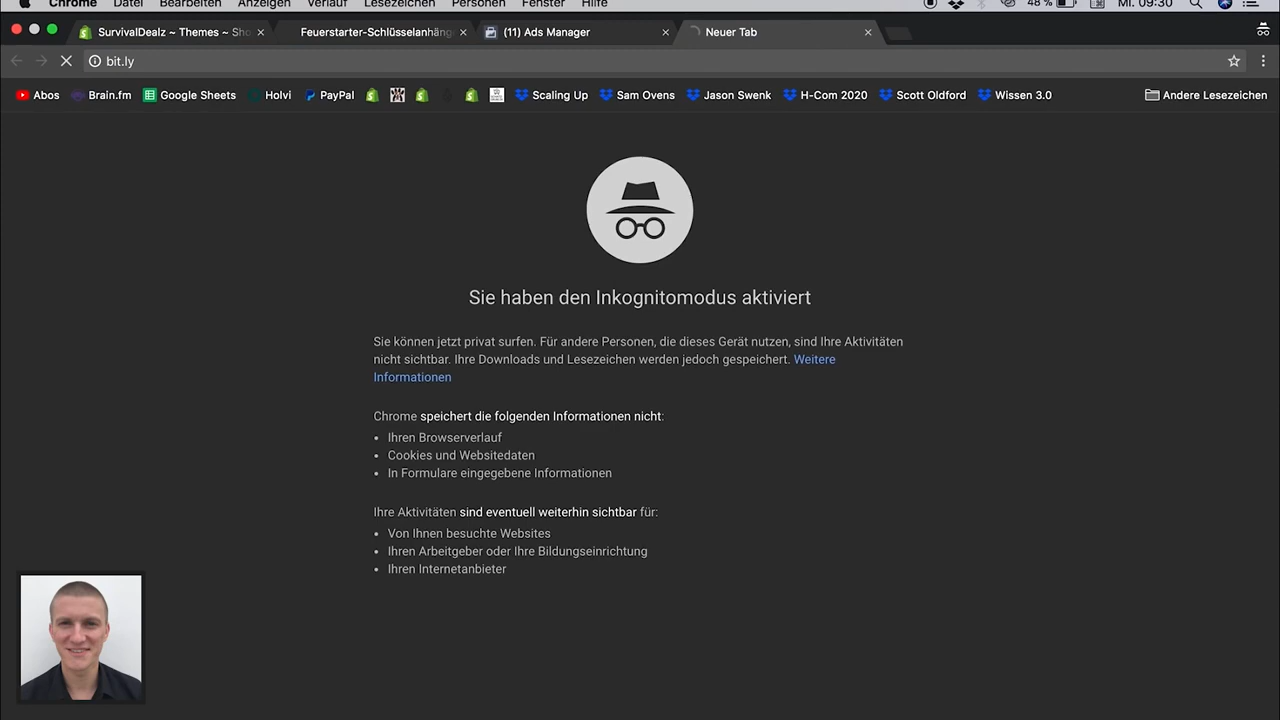 Chrome Datei Bearbeiten Anzeigen Verlauf Lesezeichen Personen Fenster Hilfe 48 % Mi. 09:30
SurvivalDealz ~ Themes ~ Sho Feuerstarter-Schlüsselanhäng (11) Ads Manager Neuer Tab
bit.ly
Abos Brain.fm Google Sheets Holvi PayPal Scaling Up Sam Ovens Jason Swenk H-Com 2020 Scott Oldford Wissen 3.0 Andere Lesezeichen
Sie haben den Inkognitomodus aktiviert
Sie können jetzt privat surfen. Für andere Personen, die dieses Gerät nutzen, sind Ihre Aktivitäten
nicht sichtbar. Ihre Downloads und Lesezeichen werden jedoch gespeichert. Weitere
Informationen
Chrome speichert die folgenden Informationen nicht:
• Ihren Browserverlauf
• Cookies und Websitedaten
• In Formulare eingegebene Informationen
Ihre Aktivitäten sind eventuell weiterhin sichtbar für:
• Von Ihnen besuchte Websites
• Ihren Arbeitgeber oder Ihre Bildungseinrichtung
• Ihren Internetanbieter